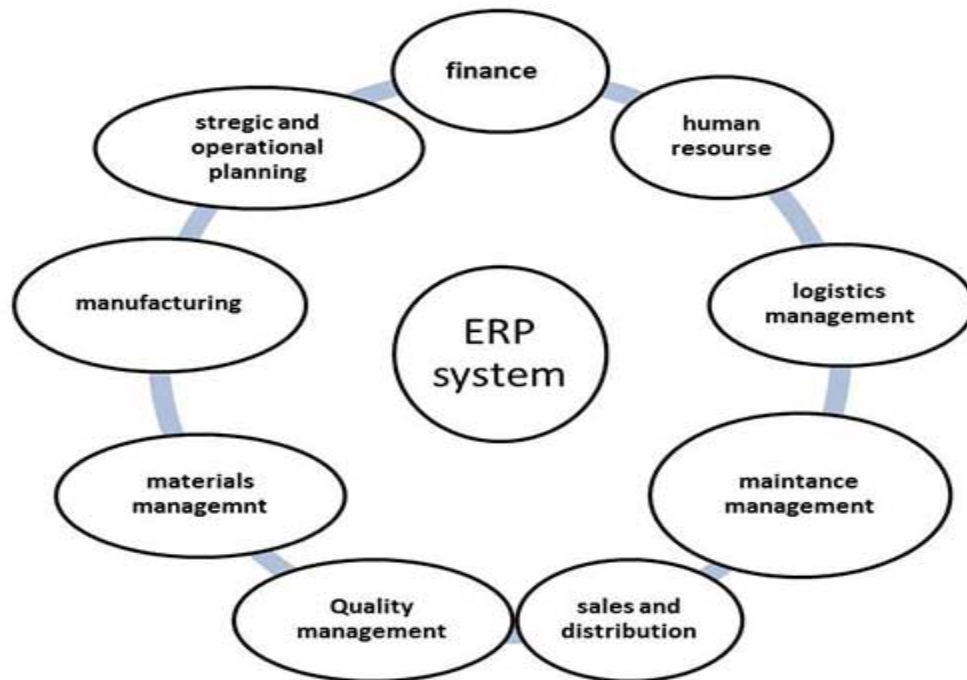 finance
human
resourse
stregic and
operational
planning
logistics
management
manufacturing
ERP
system
maintance
management
materials
managemnt
Quality
management
sales and
distribution